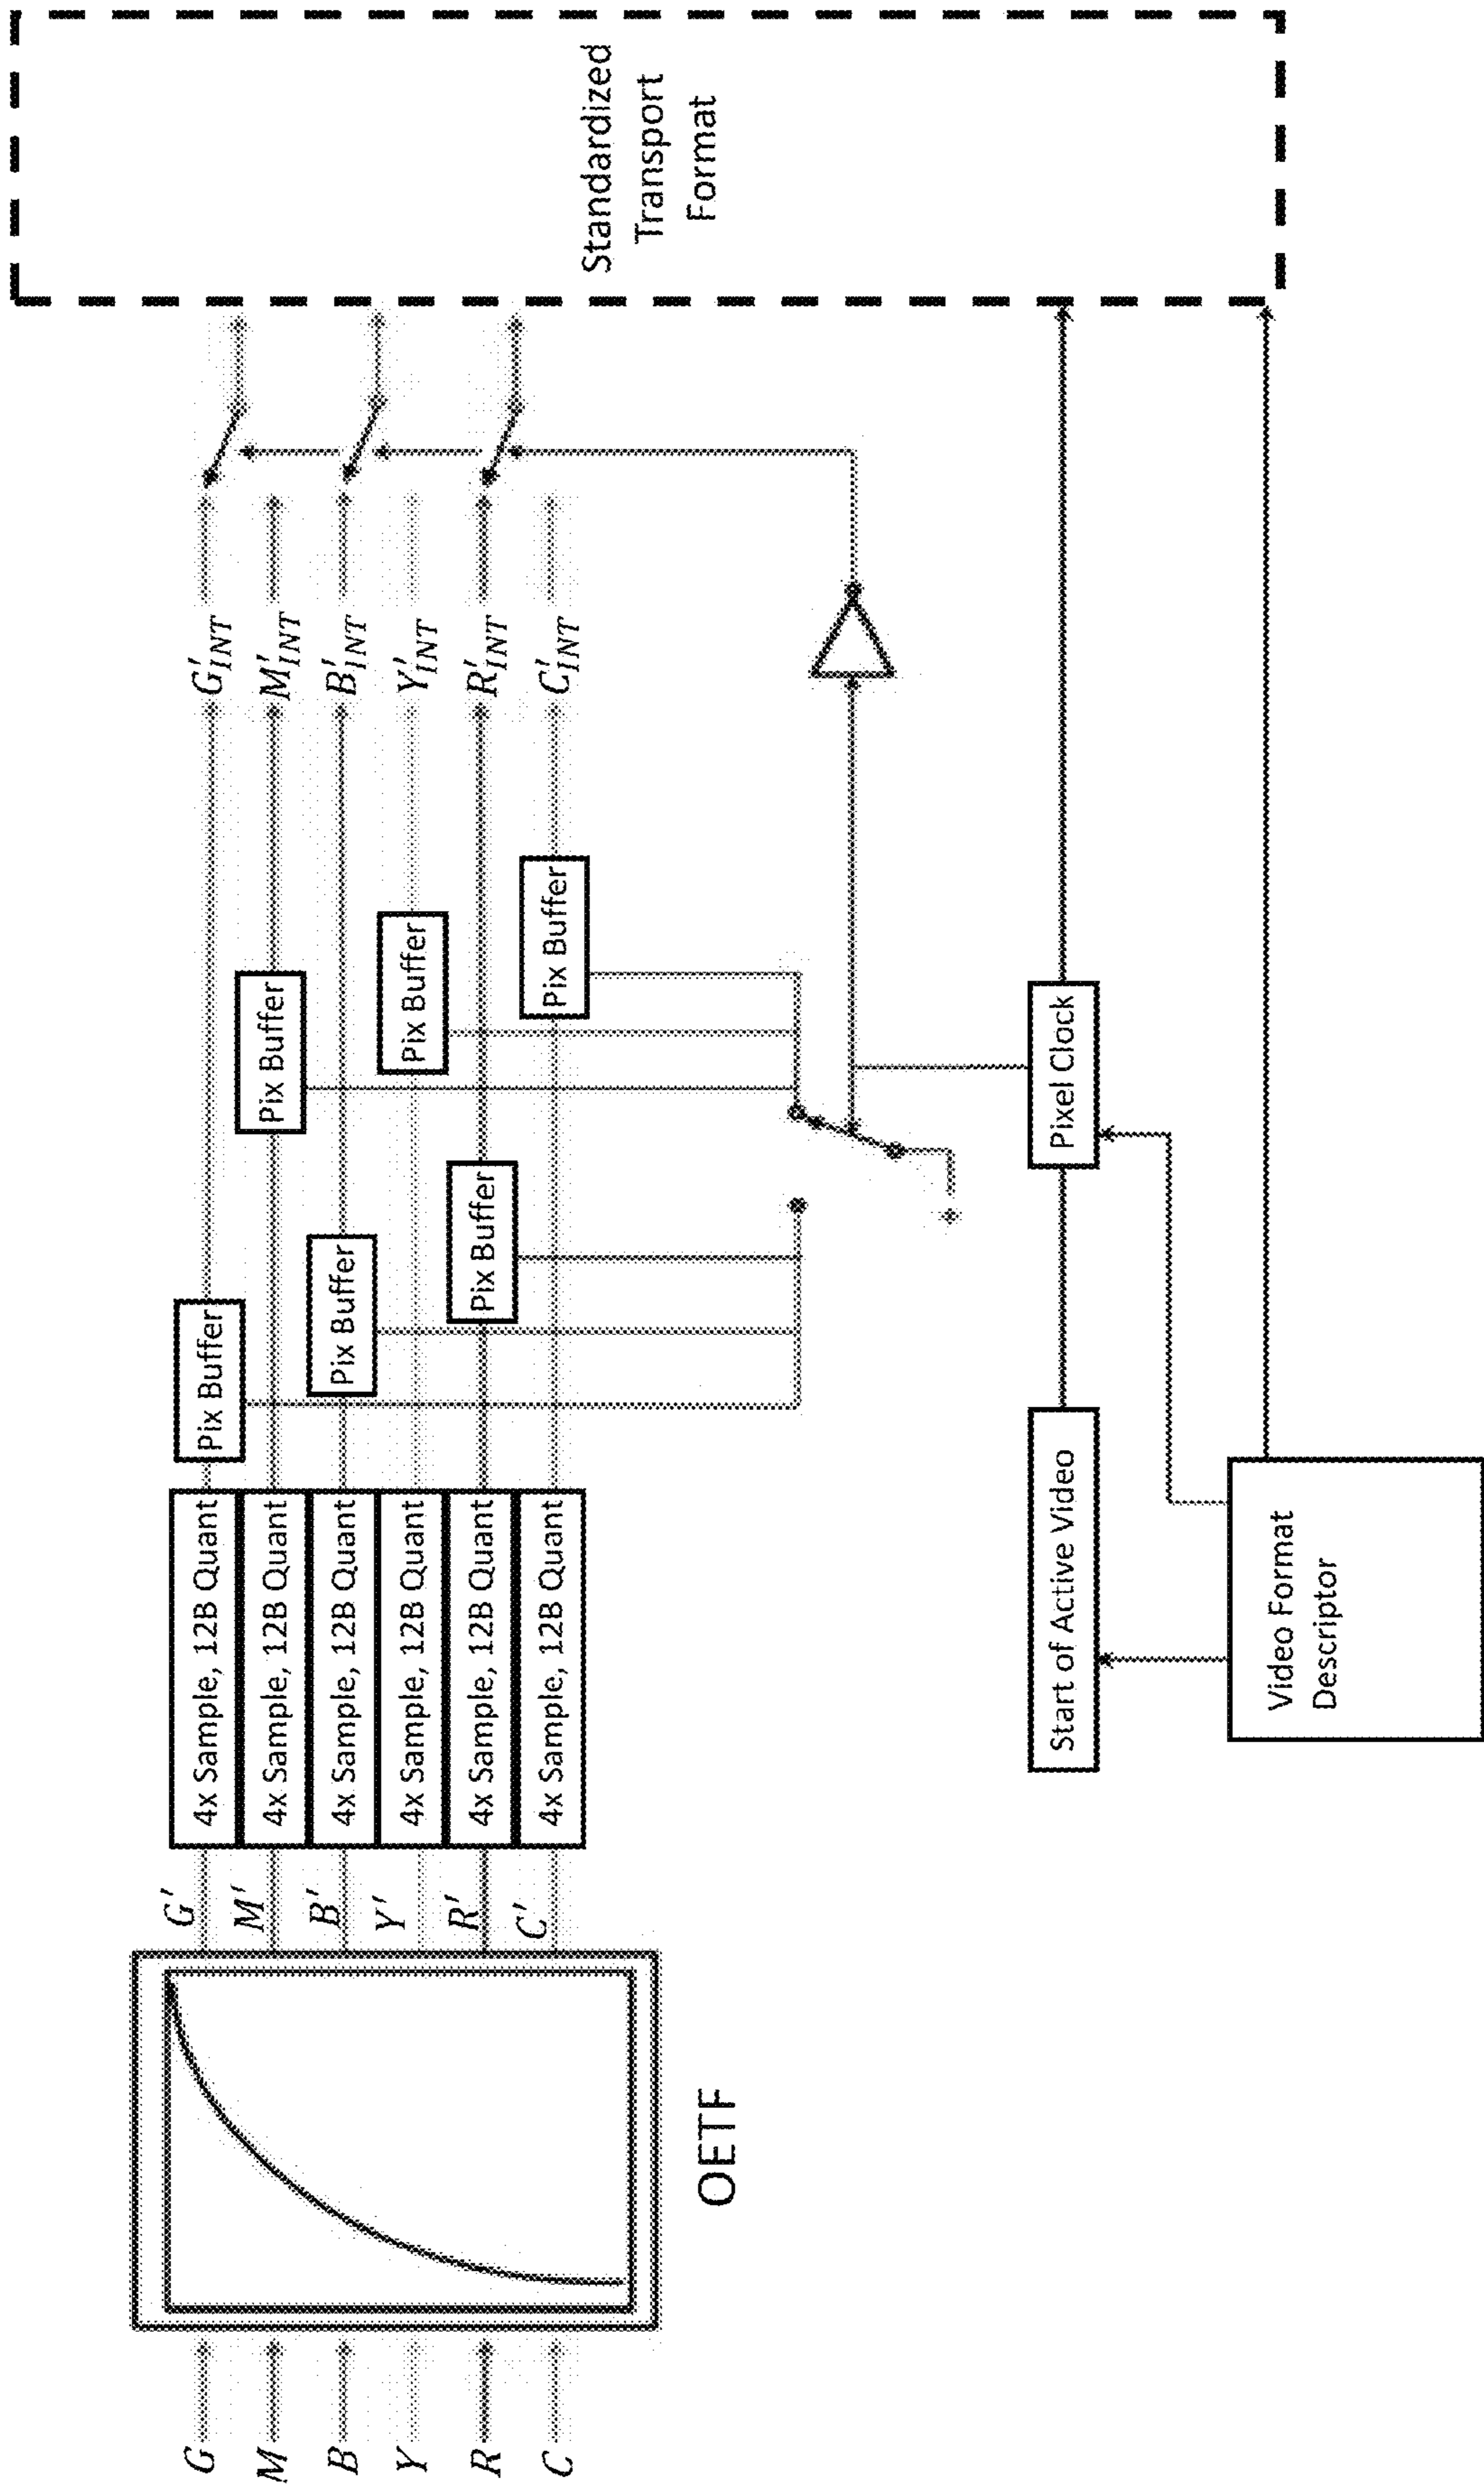 G
M
B
Y
R
C
OETF
G'
M'
B'
Y'
R'
C'
4x Sample, 12B Quant
4x Sample, 12B Quant
4x Sample, 12B Quant
4x Sample, 12B Quant
4x Sample, 12B Quant
4x Sample, 12B Quant
Pix Buffer
Pix Buffer
Pix Buffer
Pix Buffer
Pix Buffer
Pix Buffer
G'INT
M'INT
B'INT
Y'INT
R'INT
C'INT
Standardized
Transport
Format
Start of Active Video
Pixel Clock
Video Format
Descriptor